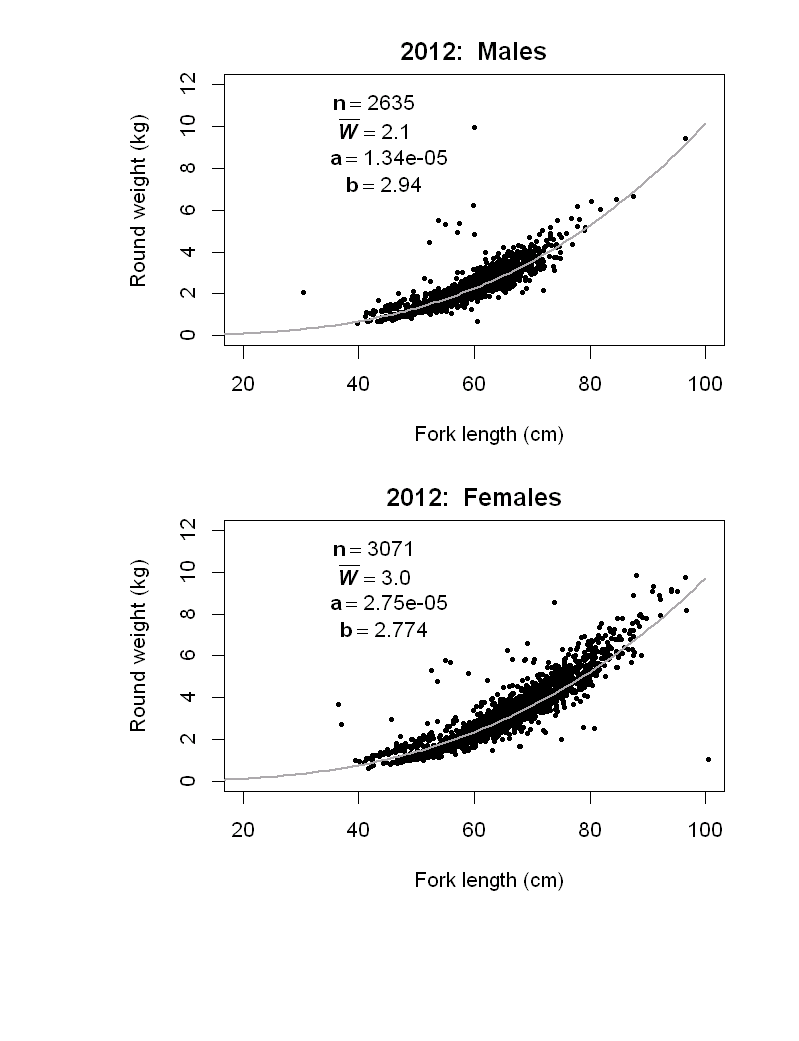 2012:  Males
12
10
8
6
4
2
0
Round weight (kg)
n = 2635
W = 2.1
a = 1.34e-05
b = 2.94
20 40 60 80 100
Fork length (cm)
2012:  Females
12
10
8
6
4
2
0
Round weight (kg)
n = 3071
W = 3.0
a = 2.75e-05
b = 2.774
20 40 60 80 100
Fork length (cm)